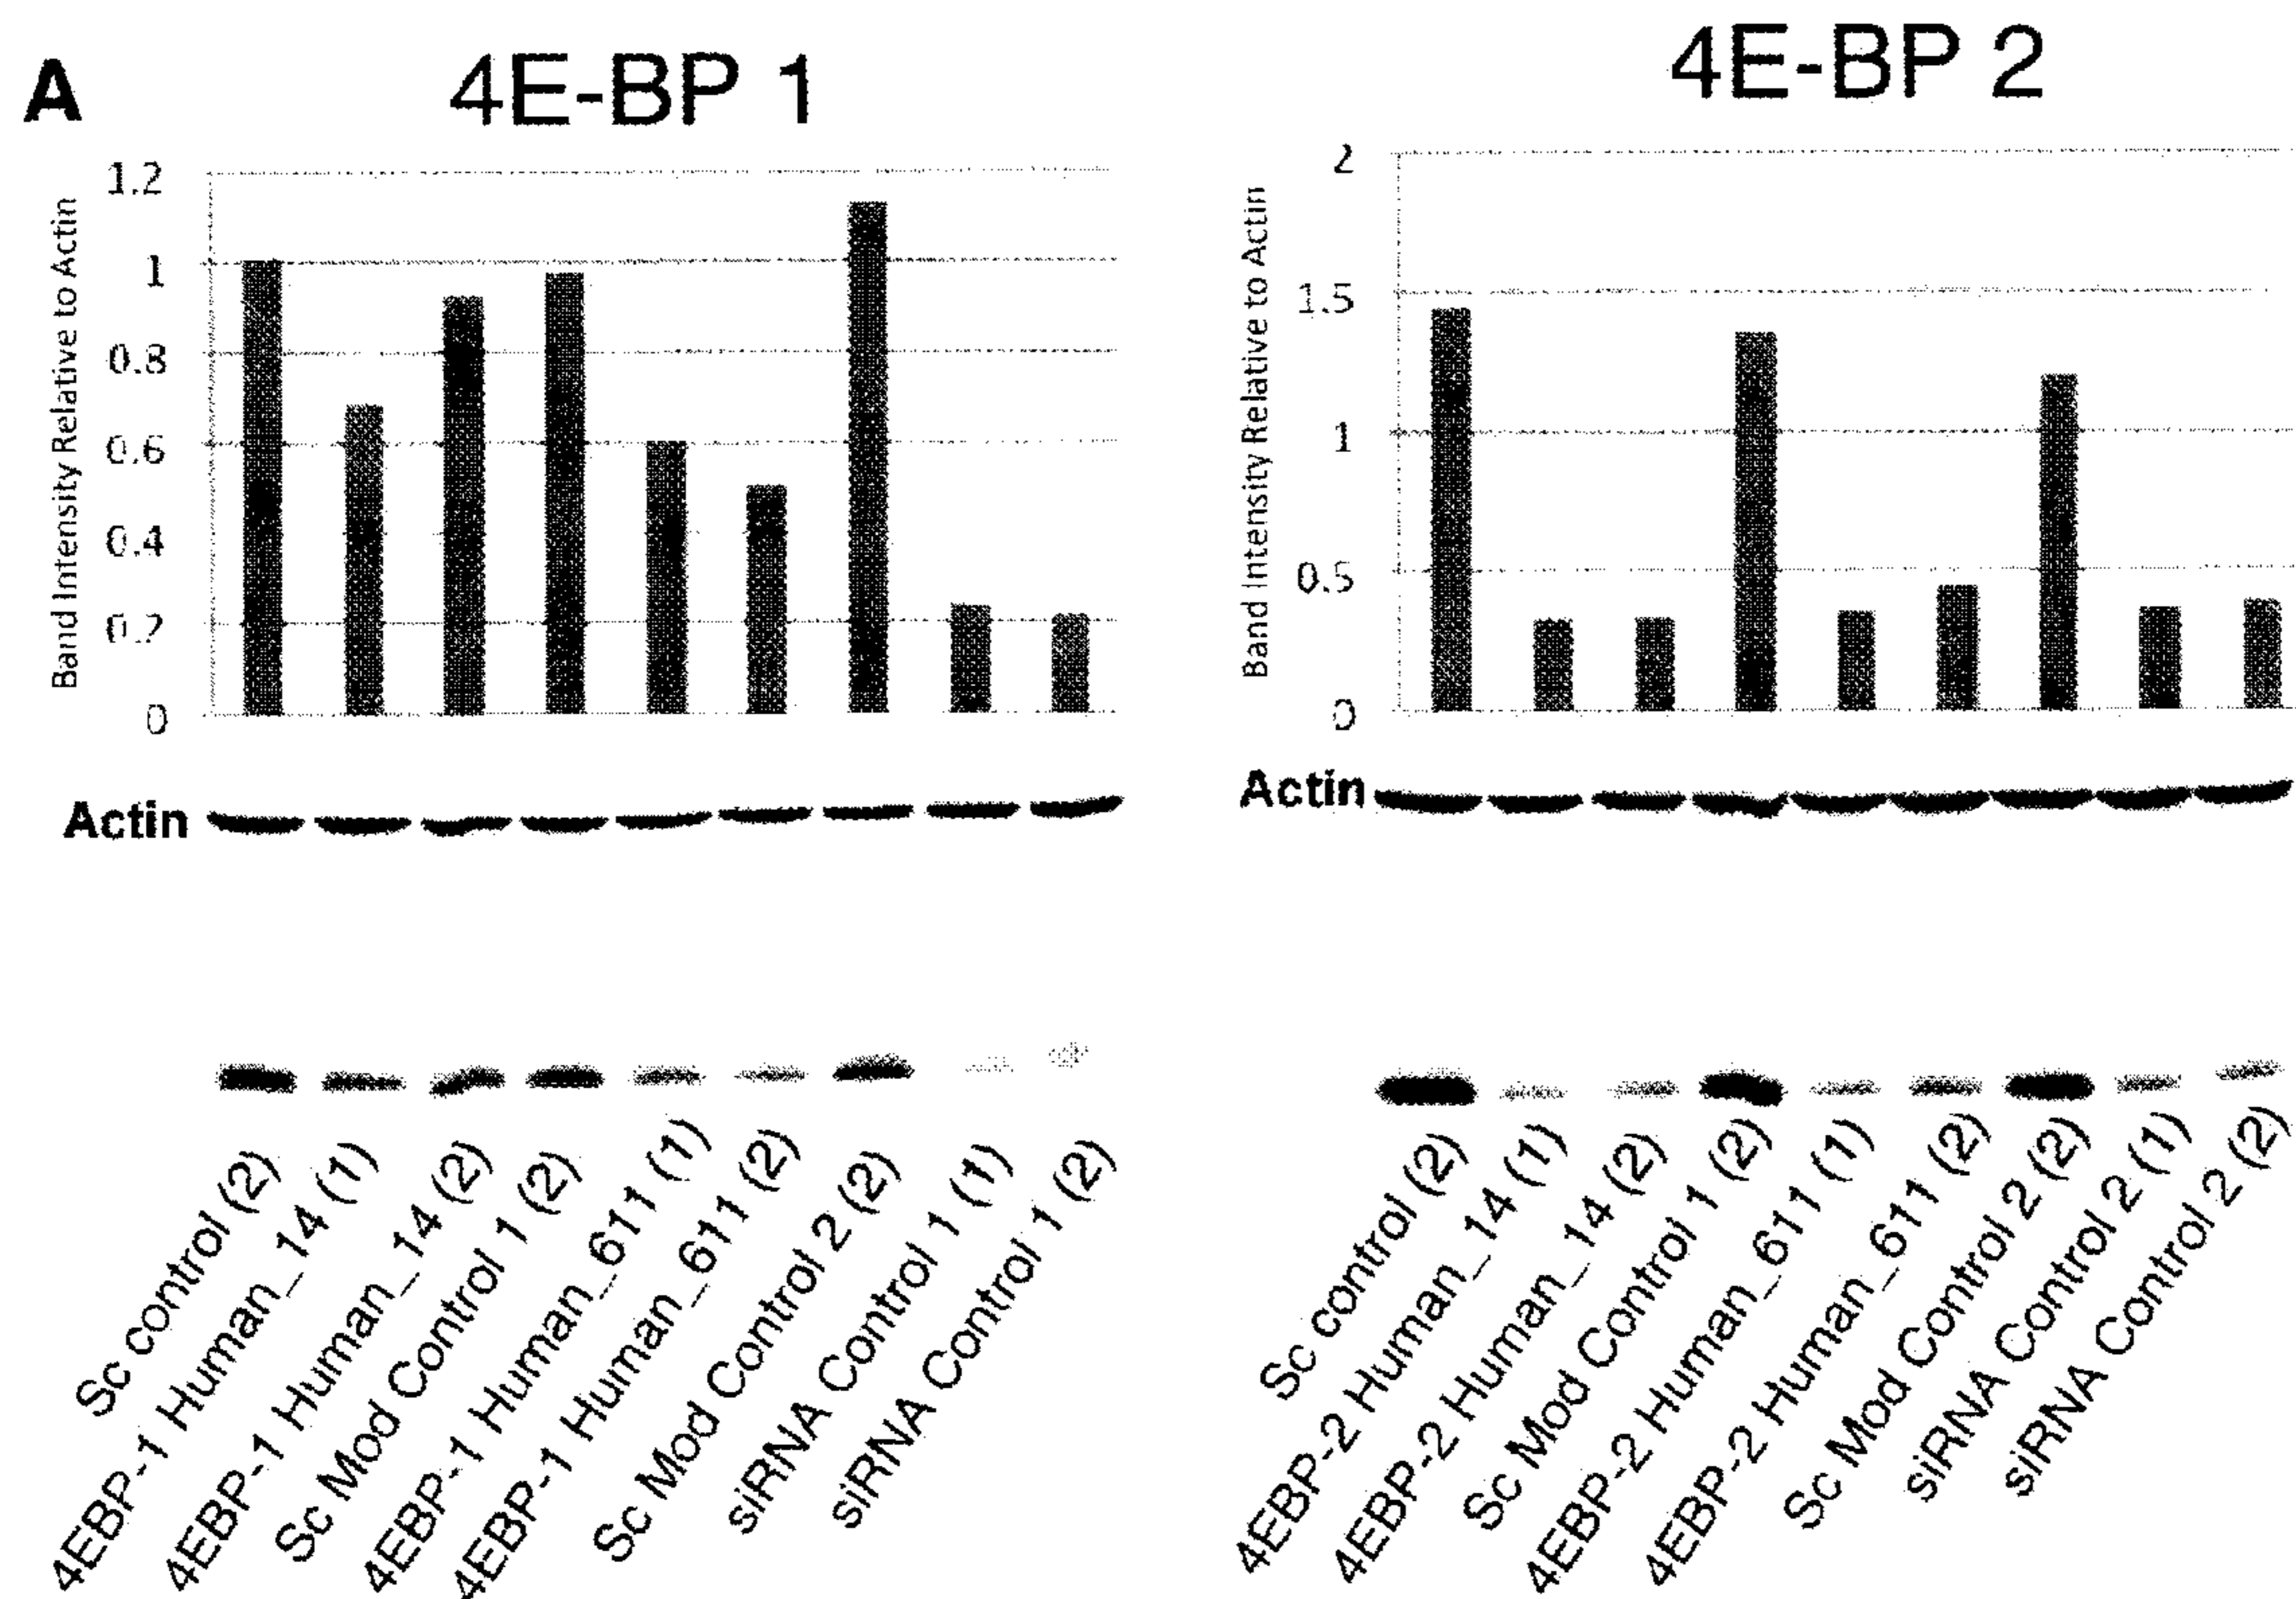 A
4E-BP 1
4E-BP 2
Band Intensity Relative to Actin
1.2
1
0.8
0.6
0.4
0.2
0
Actin
Sc control (2)
4EBP-1 Human_14 (1)
4EBP-1 Human_14 (2)
Sc Mod Control 1 (2)
4EBP-1 Human_611 (1)
4EBP-1 Human_611 (2)
Sc Mod Control 2 (2)
siRNA Control 1 (1)
siRNA Control 1 (2)
Band Intensity Relative to Actin
2
1.5
1
0.5
0
Actin
Sc control (2)
4EBP-2 Human_14 (1)
4EBP-2 Human_14 (2)
Sc Mod Control 1 (2)
4EBP-2 Human_611 (1)
4EBP-2 Human_611 (2)
Sc Mod Control 2 (2)
siRNA Control 2 (1)
siRNA Control 2 (2)